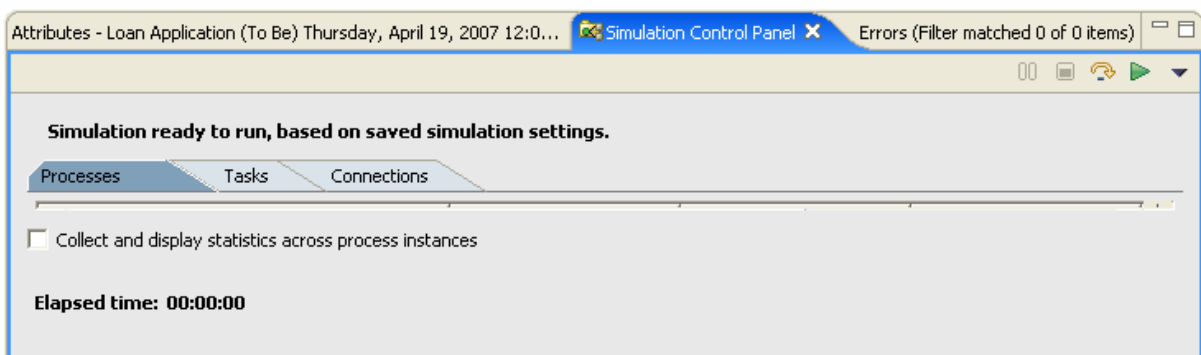 Attributes - Loan Application (To Be) Thursday, April 19, 2007 12:0... Simulation Control Panel Errors (Filter matched 0 of 0 items)
Simulation ready to run, based on saved simulation settings.
Processes Tasks Connections
Collect and display statistics across process instances
Elapsed time: 00:00:00